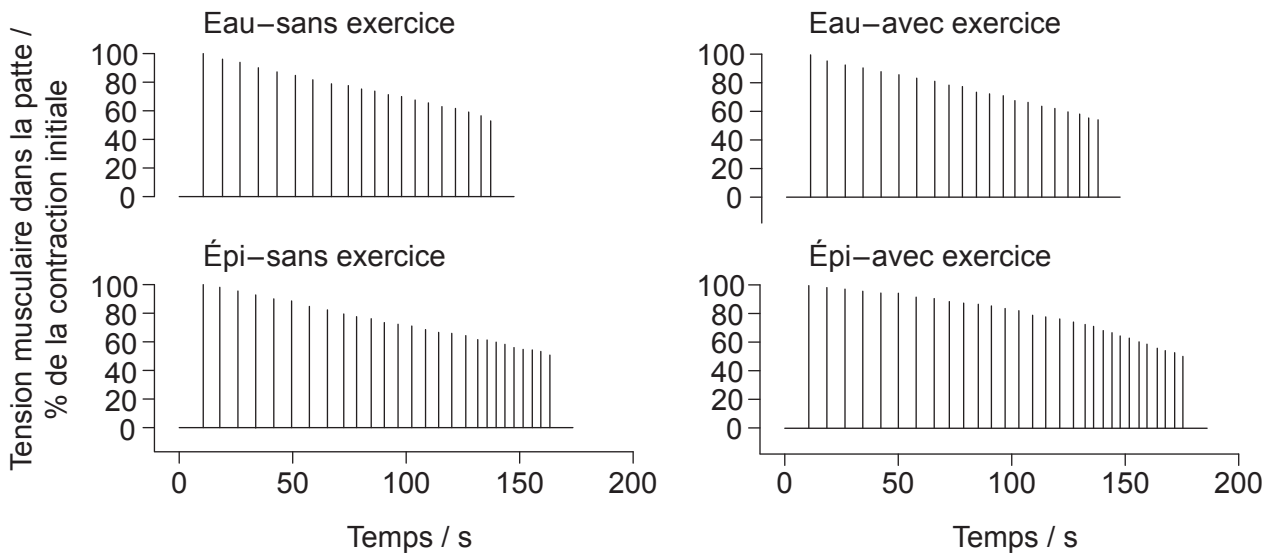 Tension musculaire dans la patte /
% de la contraction initiale
Eau–sans exercice
100
80
60
40
20
0
Eau–avec exercice
100
80
60
40
20
0
Épi–sans exercice
100
80
60
40
20
0
0 50 100 150 200
Temps / s
Épi–avec exercice
100
80
60
40
20
0
0 50 100 150 200
Temps / s